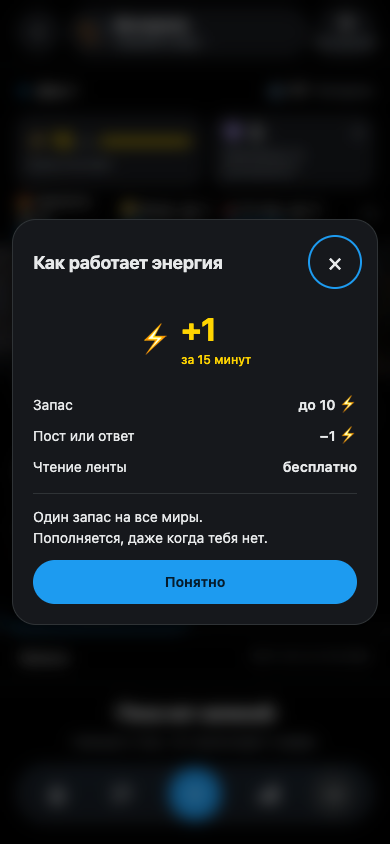 Как работает энергия
+1
за 15 минут
Запас до 10
Пост или ответ −1
Чтение ленты бесплатно
Один запас на все миры.
Пополняется, даже когда тебя нет.
Понятно